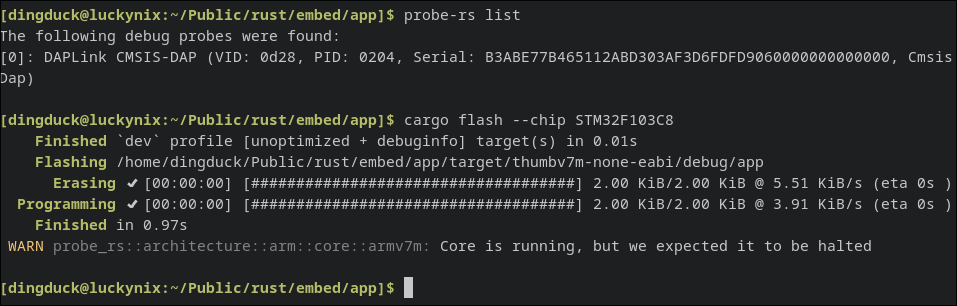 [dingduck@luckynix:~/Public/rust/embed/app]$ probe-rs list
The following debug probes were found:
[0]: DAPLink CMSIS-DAP (VID: 0d28, PID: 0204, Serial: B3ABE77B465112ABD303AF3D6FDFD9060000000000000, Cmsis
Dap)
[dingduck@luckynix:~/Public/rust/embed/app]$ cargo flash --chip STM32F103C8
Finished `dev` profile [unoptimized + debuginfo] target(s) in 0.01s
Flashing /home/dingduck/Public/rust/embed/app/target/thumbv7m-none-eabi/debug/app
Erasing ✔ [00:00:00] [###################################] 2.00 KiB/2.00 KiB @ 5.51 KiB/s (eta 0s )
Programming ✔ [00:00:00] [###################################] 2.00 KiB/2.00 KiB @ 3.91 KiB/s (eta 0s )
Finished in 0.97s
WARN probe_rs::architecture::arm::core::armv7m: Core is running, but we expected it to be halted
[dingduck@luckynix:~/Public/rust/embed/app]$